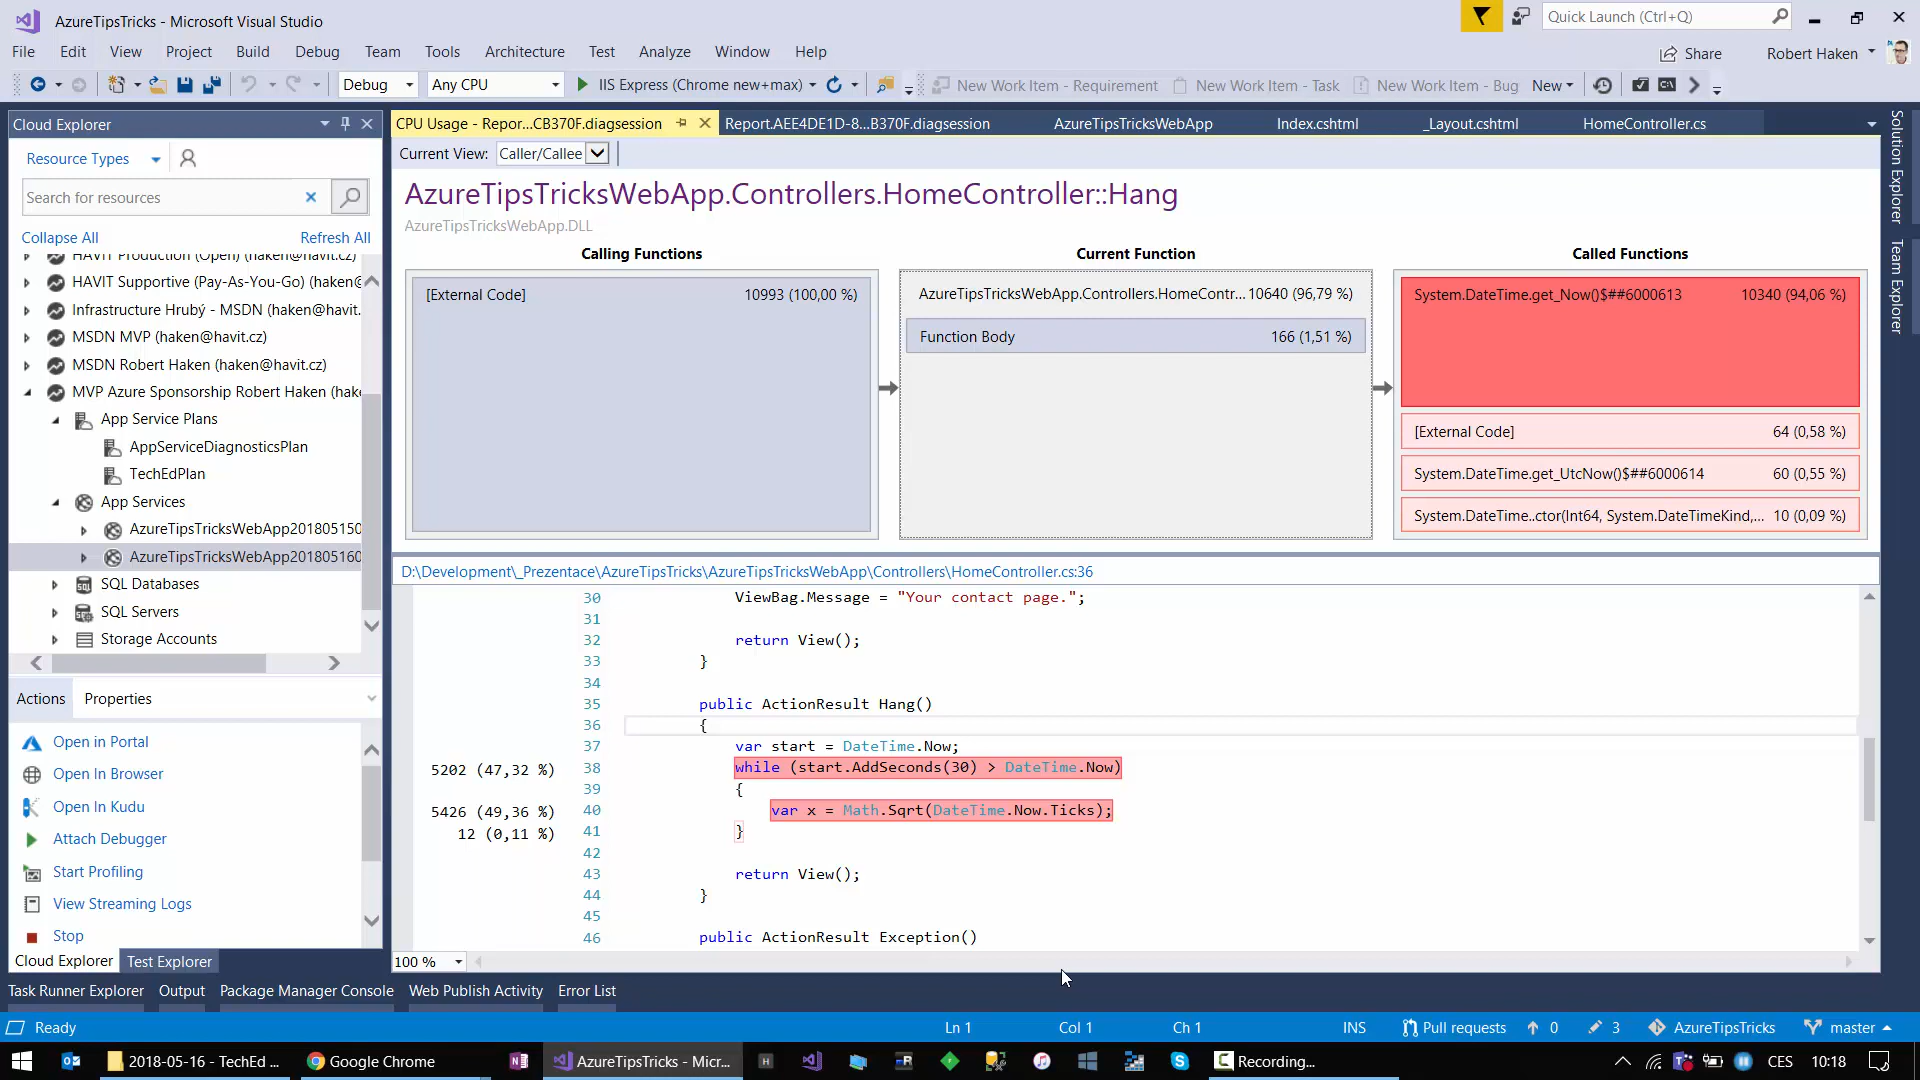 AzureTipsTricks - Microsoft Visual Studio
Quick Launch (Ctrl+Q)
File Edit View Project Build Debug Team Tools Architecture Test Analyze Window Help
Share Robert Haken
Debug Any CPU IIS Express (Chrome new+max) New Work Item - Requirement New Work Item - Task New Work Item - Bug New
Cloud Explorer
CPU Usage - Repor...CB370F.diagsession Report.AEE4DE1D-8...B370F.diagsession AzureTipsTricksWebApp Index.cshtml _Layout.cshtml HomeController.cs
Solution Explorer
Team Explorer
Resource Types
Current View: Caller/Callee
Search for resources
AzureTipsTricksWebApp.Controllers.HomeController::Hang
AzureTipsTricksWebApp.DLL
Collapse All Refresh All
Calling Functions Current Function Called Functions
HAVIT Production (Open) (haken@havit.cz)
HAVIT Supportive (Pay-As-You-Go) (haken@
Infrastructure Hrubý - MSDN (haken@havit.
MSDN MVP (haken@havit.cz)
MSDN Robert Haken (haken@havit.cz)
MVP Azure Sponsorship Robert Haken (hak
App Service Plans
AppServiceDiagnosticsPlan
TechEdPlan
App Services
AzureTipsTricksWebApp201805150
AzureTipsTricksWebApp201805160
SQL Databases
SQL Servers
Storage Accounts
[External Code] 10993 (100,00 %)
AzureTipsTricksWebApp.Controllers.HomeContr... 10640 (96,79 %)
Function Body 166 (1,51 %)
System.DateTime.get_Now()$##6000613 10340 (94,06 %)
[External Code] 64 (0,58 %)
System.DateTime.get_UtcNow()$##6000614 60 (0,55 %)
System.DateTime..ctor(Int64, System.DateTimeKind,... 10 (0,09 %)
D:\Development\_Prezentace\AzureTipsTricks\AzureTipsTricksWebApp\Controllers\HomeController.cs:36
30 ViewBag.Message = "Your contact page.";
31
32 return View();
33 }
34
35 public ActionResult Hang()
36 {
37 var start = DateTime.Now;
5202 (47,32 %) 38 while (start.AddSeconds(30) > DateTime.Now)
39 {
5426 (49,36 %) 40 var x = Math.Sqrt(DateTime.Now.Ticks);
12 (0,11 %) 41 }
42
43 return View();
44 }
45
46 public ActionResult Exception()
100 %
Actions Properties
Open in Portal
Open In Browser
Open In Kudu
Attach Debugger
Start Profiling
View Streaming Logs
Stop
Cloud Explorer Test Explorer
Task Runner Explorer Output Package Manager Console Web Publish Activity Error List
Ready Ln 1 Col 1 Ch 1 INS Pull requests 0 3 AzureTipsTricks master
2018-05-16 - TechEd ... Google Chrome AzureTipsTricks - Micr... Recording... CES 10:18